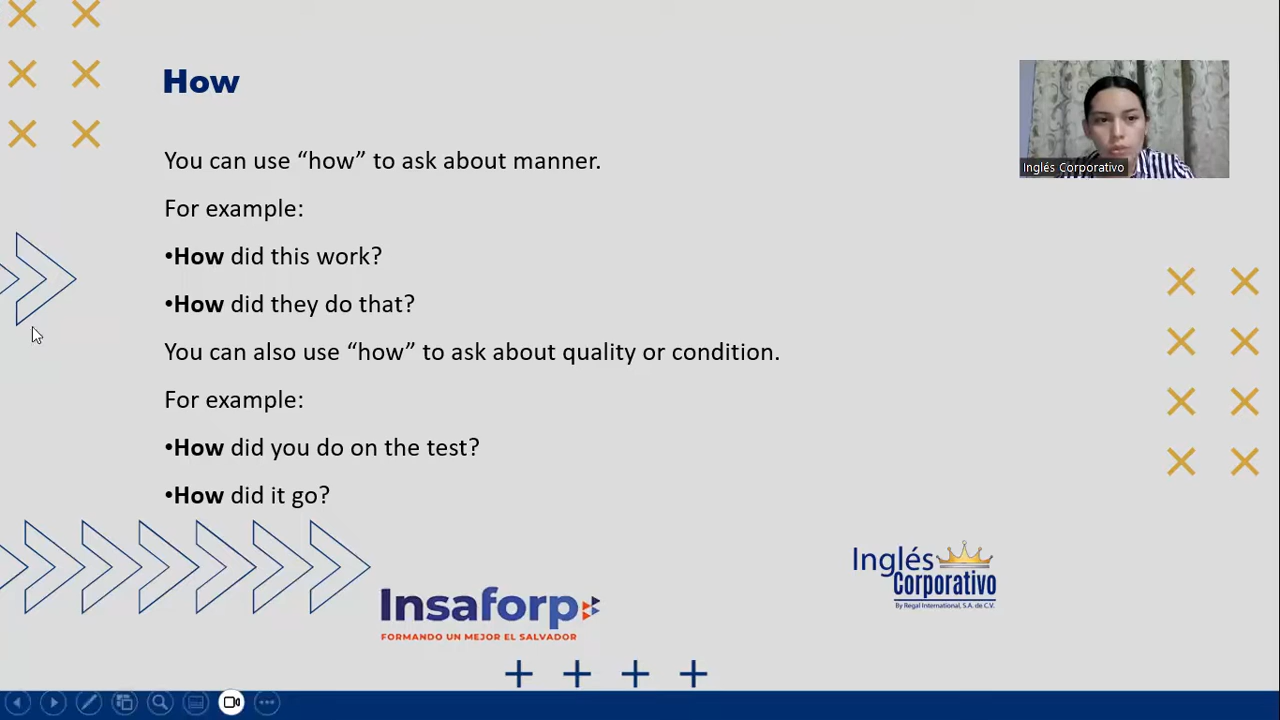 How
Inglés Corporativo
You can use “how” to ask about manner.
For example:
•How did this work?
•How did they do that?
You can also use “how” to ask about quality or condition.
For example:
•How did you do on the test?
•How did it go?
Inglés
Corporativo
By Regal International, S.A. de C.V.
Insaforp
FORMANDO UN MEJOR EL SALVADOR